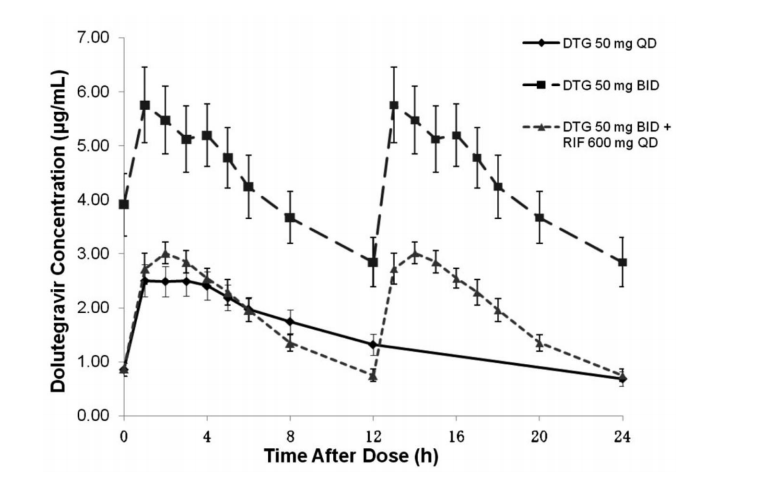 7.00
6.00
5.00
4.00
3.00
2.00
1.00
0.00
Dolutegravir Concentration (µg/mL)
0 4 8 12 16 20 24
Time After Dose (h)
DTG 50 mg QD
DTG 50 mg BID
DTG 50 mg BID +
RIF 600 mg QD